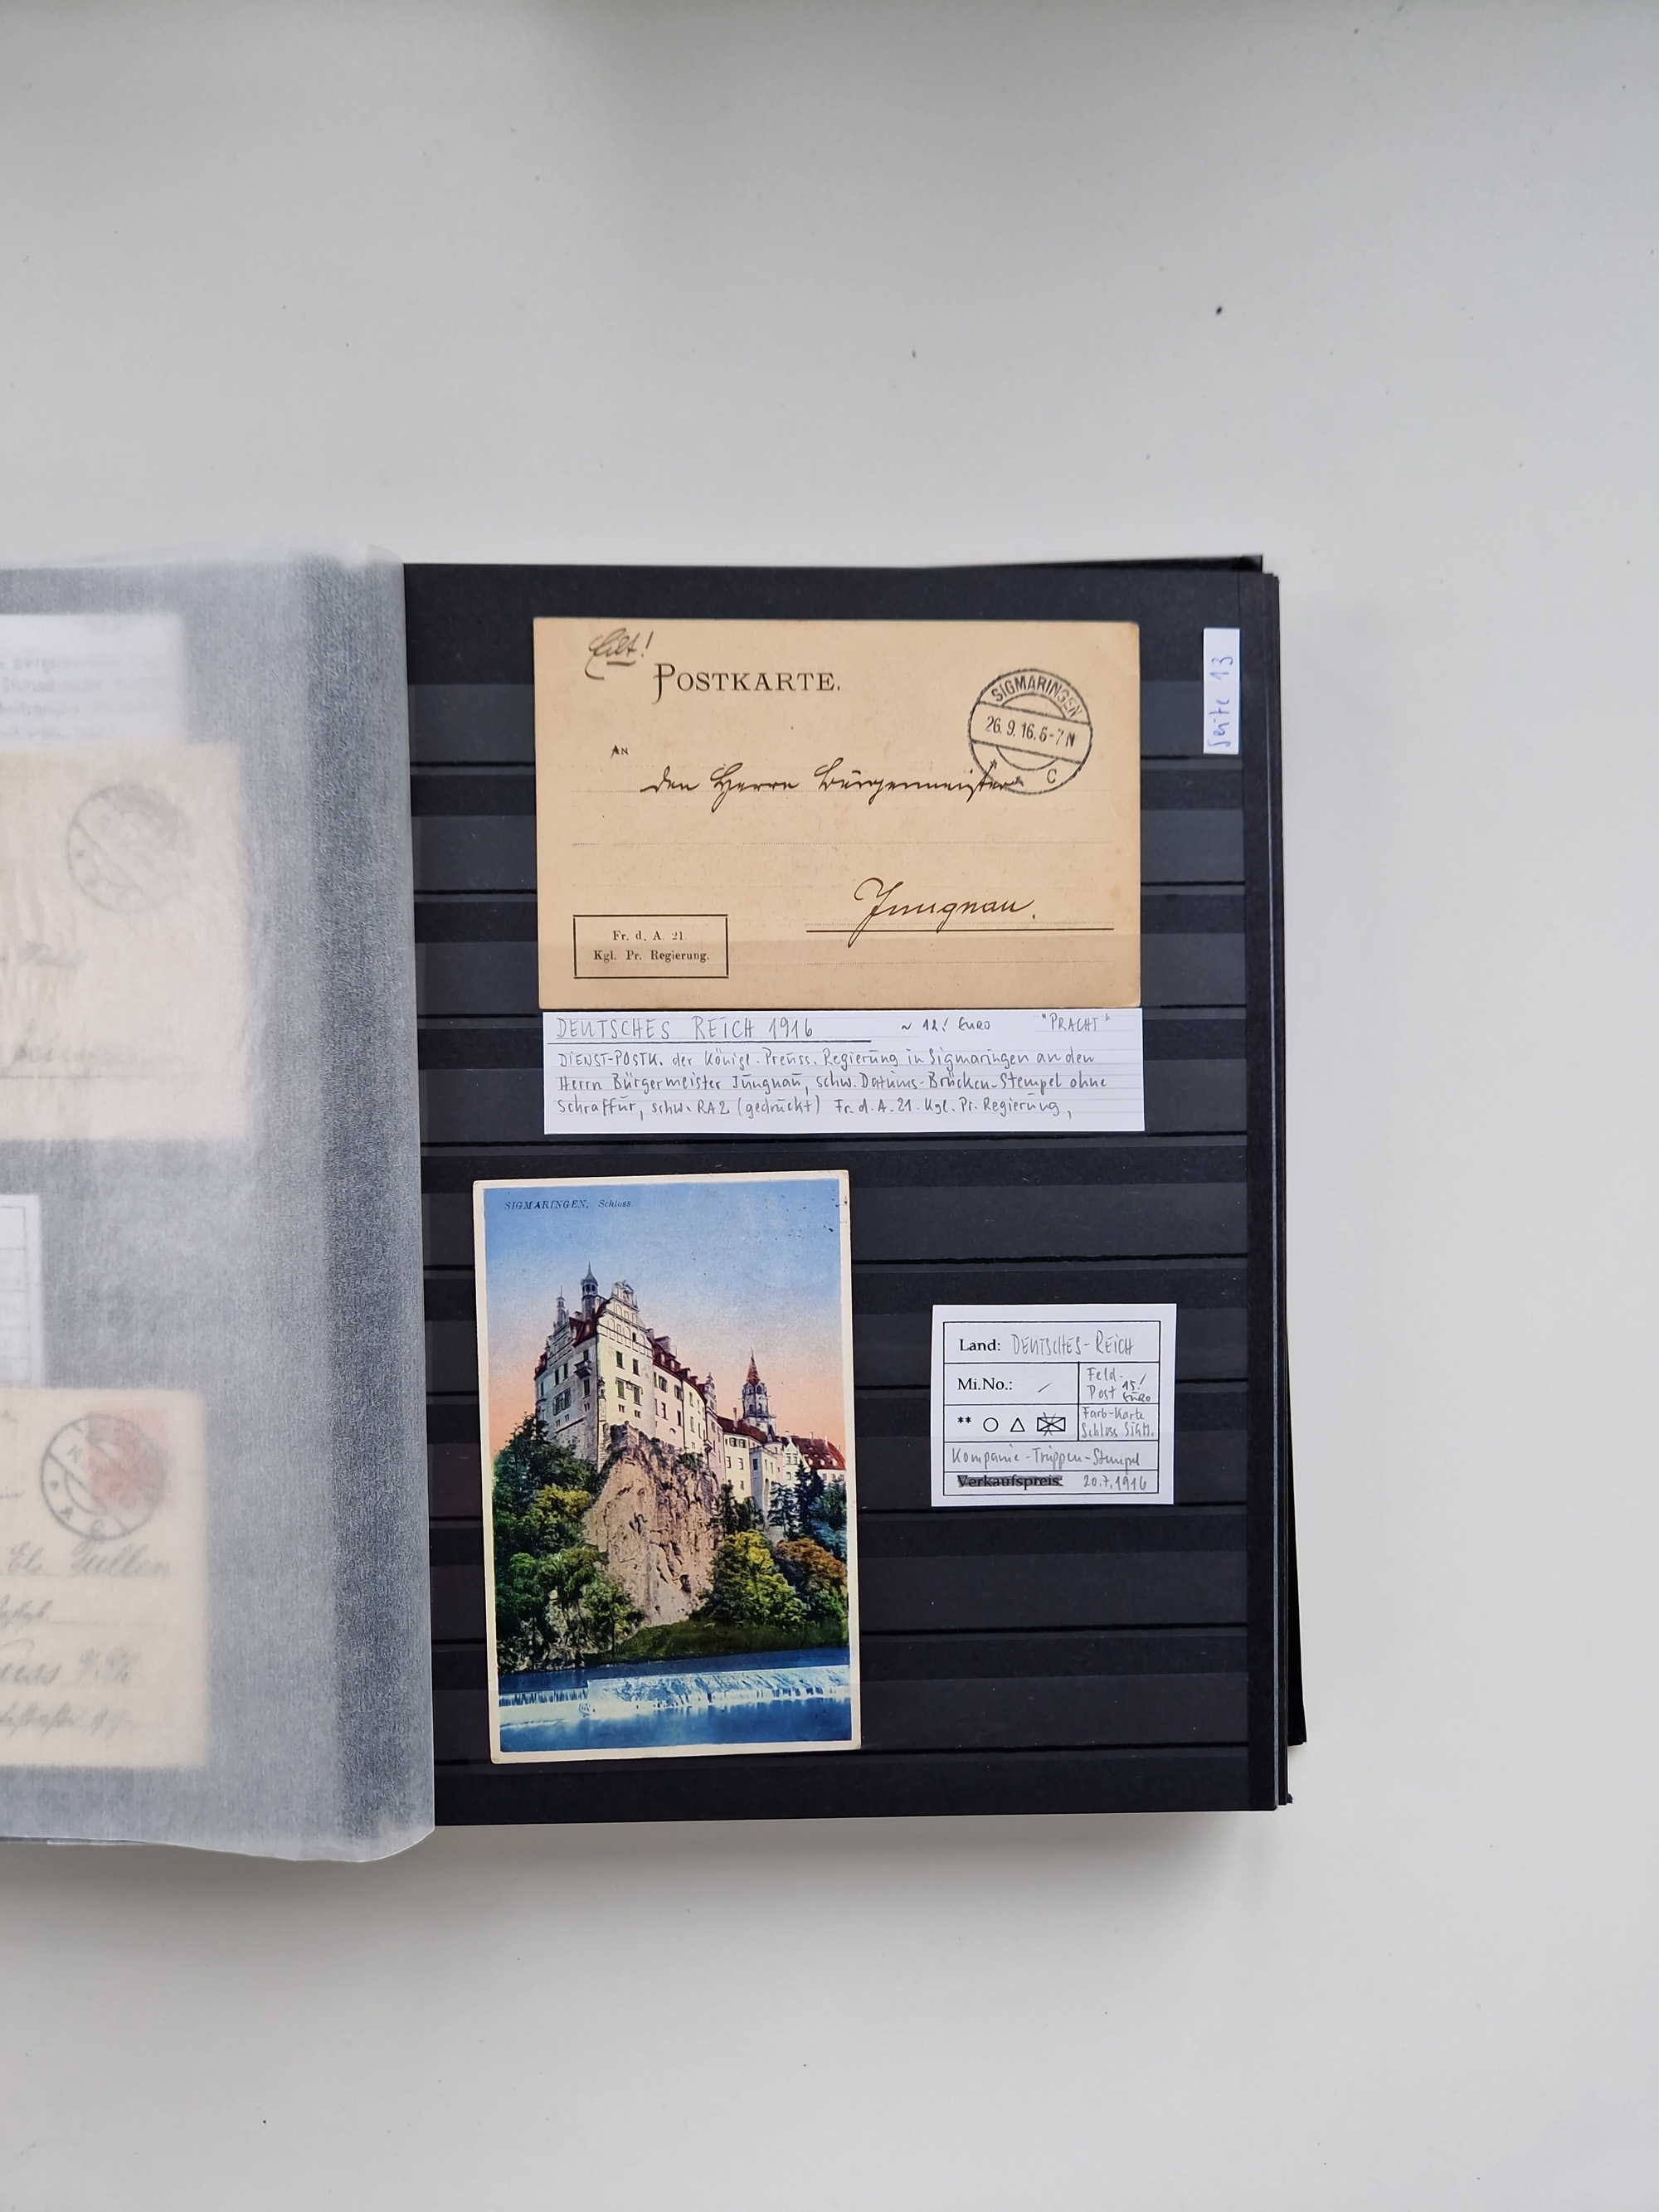 Eilt!
POSTKARTE.
SIGMARINGEN
26.9.16.6-7N
* C
AN
den Herrn Bürgermeister
Jungnau.
Fr. d. A. 21.
Kgl. Pr. Regierung.
Seite 13
DEUTSCHES REICH 1916 ~ 12.! EURO "PRACHT"
DIENST-POSTK. der Königl. Preuss. Regierung in Sigmaringen an den
Herrn Bürgermeister Jungnau, schw. Datums-Brücken-Stempel ohne
Schraffur, schw. RA2 (gedruckt) Fr. d. A. 21. Kgl. Pr. Regierung,
SIGMARINGEN. Schloss
Land: DEUTSCHES-REICH
Mi.No.: /
Feld-
Post 15.! EURO
**
Farb-Karte
Schloss SIGM.
Kompanie-Truppen-Stempel
Verkaufspreis 20.7.1916